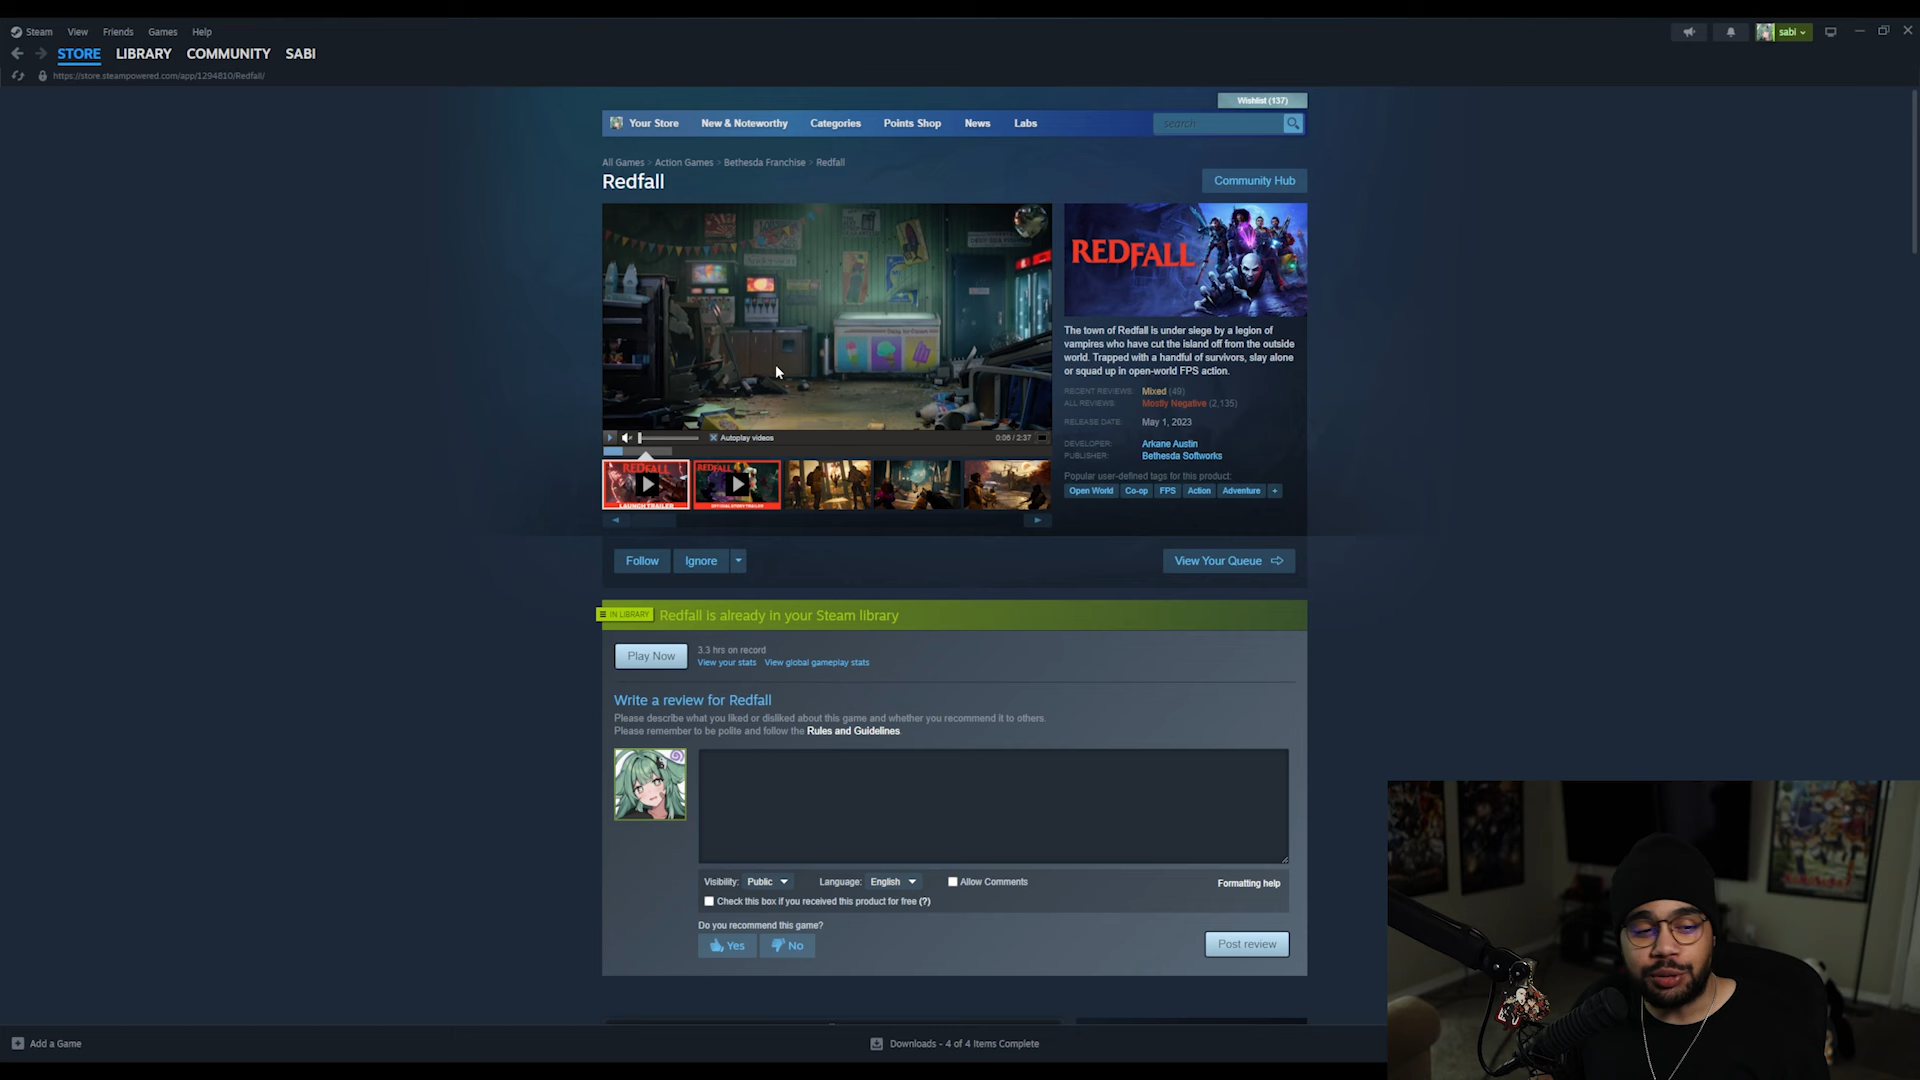 Steam View Friends Games Help
sabi
STORE LIBRARY COMMUNITY SABI
https://store.steampowered.com/app/1294810/Redfall/
Wishlist (137)
Your Store New & Noteworthy Categories Points Shop News Labs
search
All Games > Action Games > Bethesda Franchise > Redfall
Redfall
Community Hub
REDFALL
The town of Redfall is under siege by a legion of
vampires who have cut the island off from the outside
world. Trapped with a handful of survivors, slay alone
or squad up in open-world FPS action.
RECENT REVIEWS: Mixed (49)
ALL REVIEWS: Mostly Negative (2,135)
RELEASE DATE: May 1, 2023
DEVELOPER: Arkane Austin
PUBLISHER: Bethesda Softworks
Popular user-defined tags for this product:
Open World Co-op FPS Action Adventure +
Autoplay videos 0:06 / 2:37
REDFALL
LAUNCH TRAILER
REDFALL
OFFICIAL STORY TRAILER
Follow Ignore View Your Queue
IN LIBRARY Redfall is already in your Steam library
Play Now
3.3 hrs on record
View your stats View global gameplay stats
Write a review for Redfall
Please describe what you liked or disliked about this game and whether you recommend it to others.
Please remember to be polite and follow the Rules and Guidelines.
Visibility: Public Language: English Allow Comments Formatting help
Check this box if you received this product for free (?)
Do you recommend this game?
Yes No Post review
Add a Game Downloads - 4 of 4 Items Complete